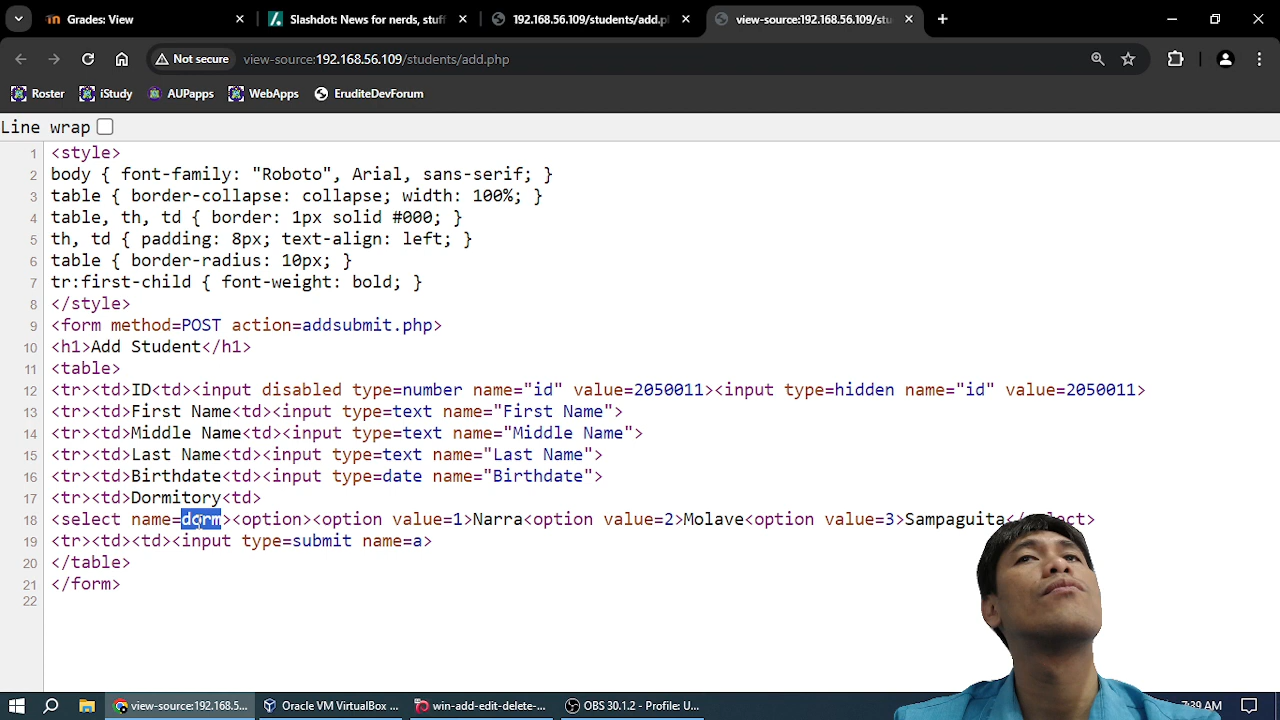 Grades: View
Slashdot: News for nerds, stuff
192.168.56.109/students/add.p
view-source:192.168.56.109/stu
Not secure
view-source:192.168.56.109/students/add.php
Roster
iStudy
AUPapps
WebApps
EruditeDevForum
Line wrap
1 <style>
2 body { font-family: "Roboto", Arial, sans-serif; }
3 table { border-collapse: collapse; width: 100%; }
4 table, th, td { border: 1px solid #000; }
5 th, td { padding: 8px; text-align: left; }
6 table { border-radius: 10px; }
7 tr:first-child { font-weight: bold; }
8 </style>
9 <form method=POST action=addsubmit.php>
10 <h1>Add Student</h1>
11 <table>
12 <tr><td>ID<td><input disabled type=number name="id" value=2050011><input type=hidden name="id" value=2050011>
13 <tr><td>First Name<td><input type=text name="First Name">
14 <tr><td>Middle Name<td><input type=text name="Middle Name">
15 <tr><td>Last Name<td><input type=text name="Last Name">
16 <tr><td>Birthdate<td><input type=date name="Birthdate">
17 <tr><td>Dormitory<td>
18 <select name=dorm><option><option value=1>Narra<option value=2>Molave<option value=3>Sampaguita</select>
19 <tr><td><td><input type=submit name=a>
20 </table>
21 </form>
22
view-source:192.168.5...
Oracle VM VirtualBox ...
win-add-edit-delete-...
OBS 30.1.2 - Profile: U...
:39 AM